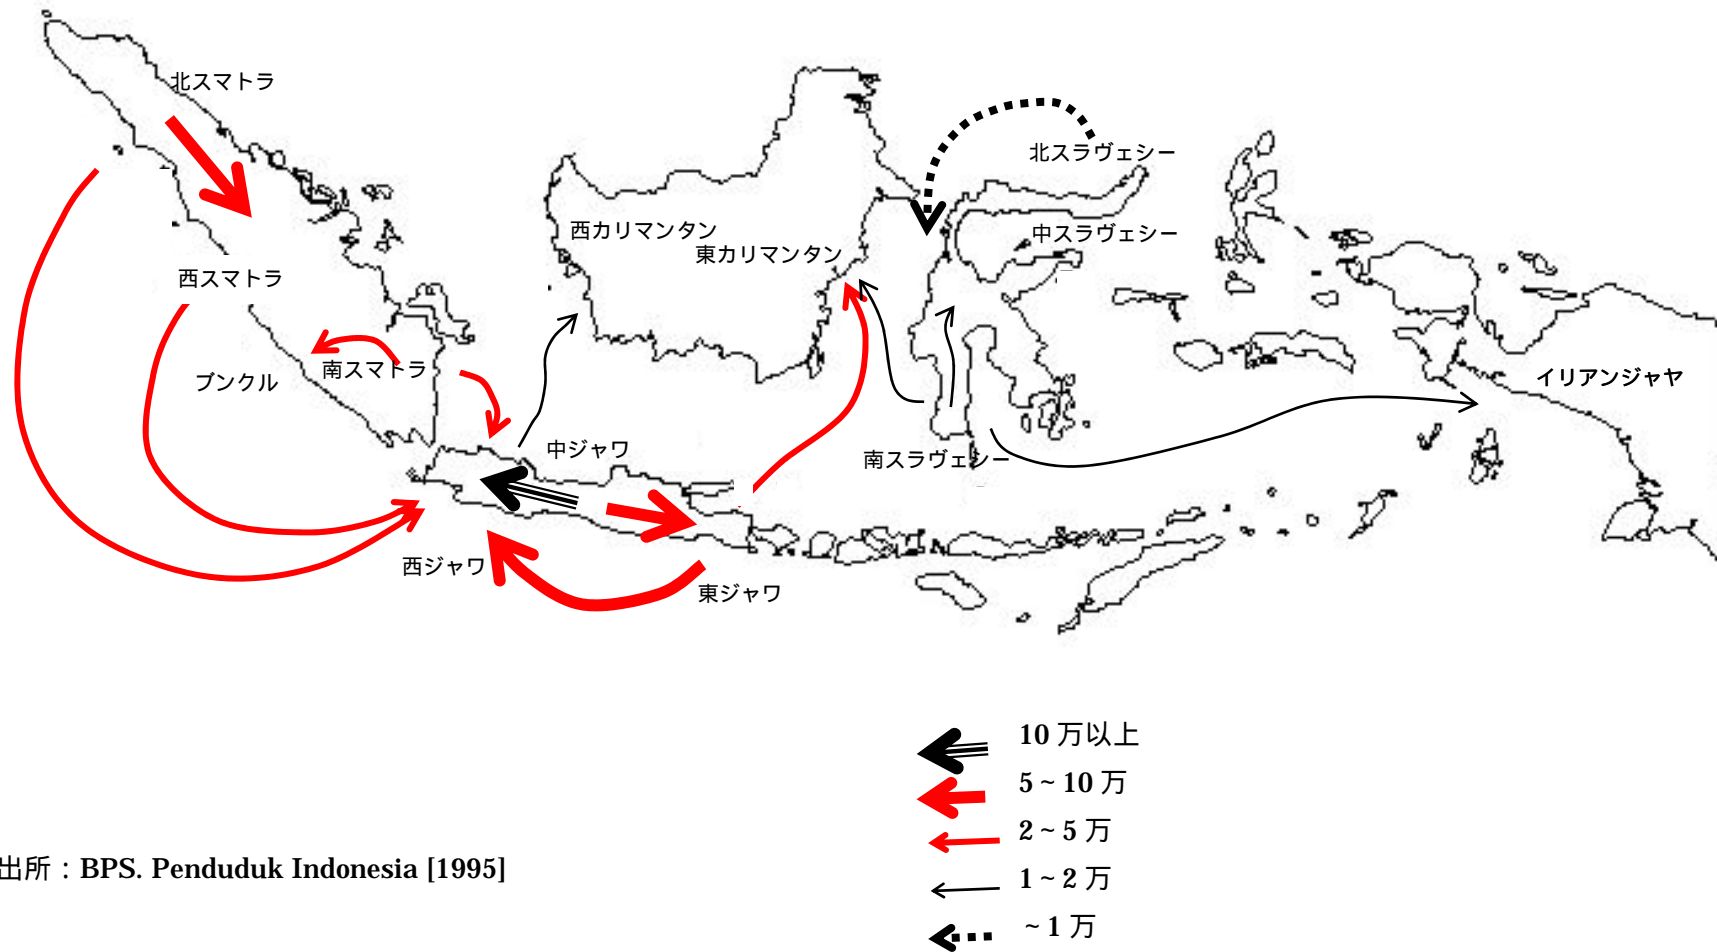 北スマトラ
北スラヴェシー
西カリマンタン
中スラヴェシー
東カリマンタン
西スマトラ
南スマトラ
ブンクル
イリアンジャヤ
中ジャワ
南スラヴェシー
西ジャワ
東ジャワ
10 万以上
5 ~ 10 万
2 ~ 5 万
1 ~ 2 万
~ 1 万
出所：BPS. Penduduk Indonesia [1995]